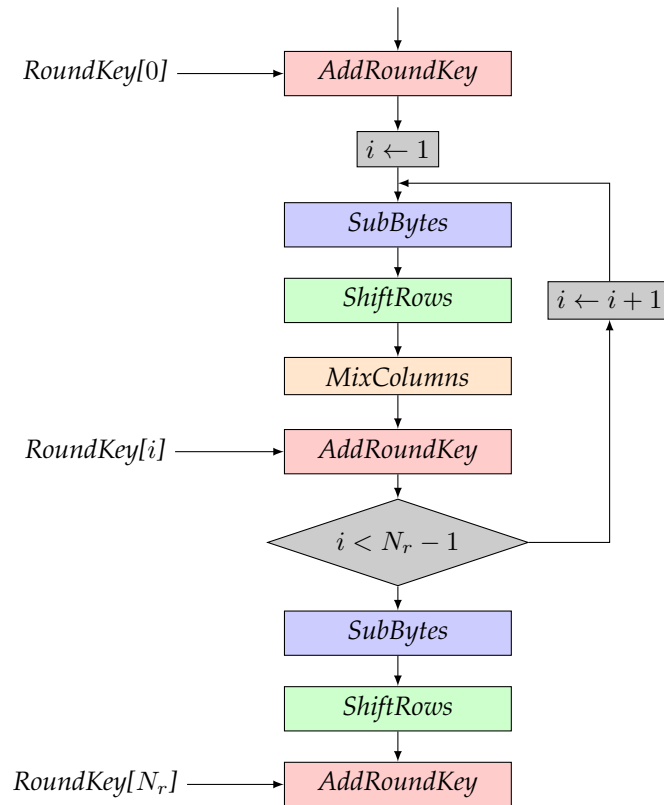 RoundKey[0]
AddRoundKey
i ← 1
SubBytes
ShiftRows
i ← i + 1
MixColumns
RoundKey[i]
AddRoundKey
i < N_r − 1
SubBytes
ShiftRows
RoundKey[N_r]
AddRoundKey